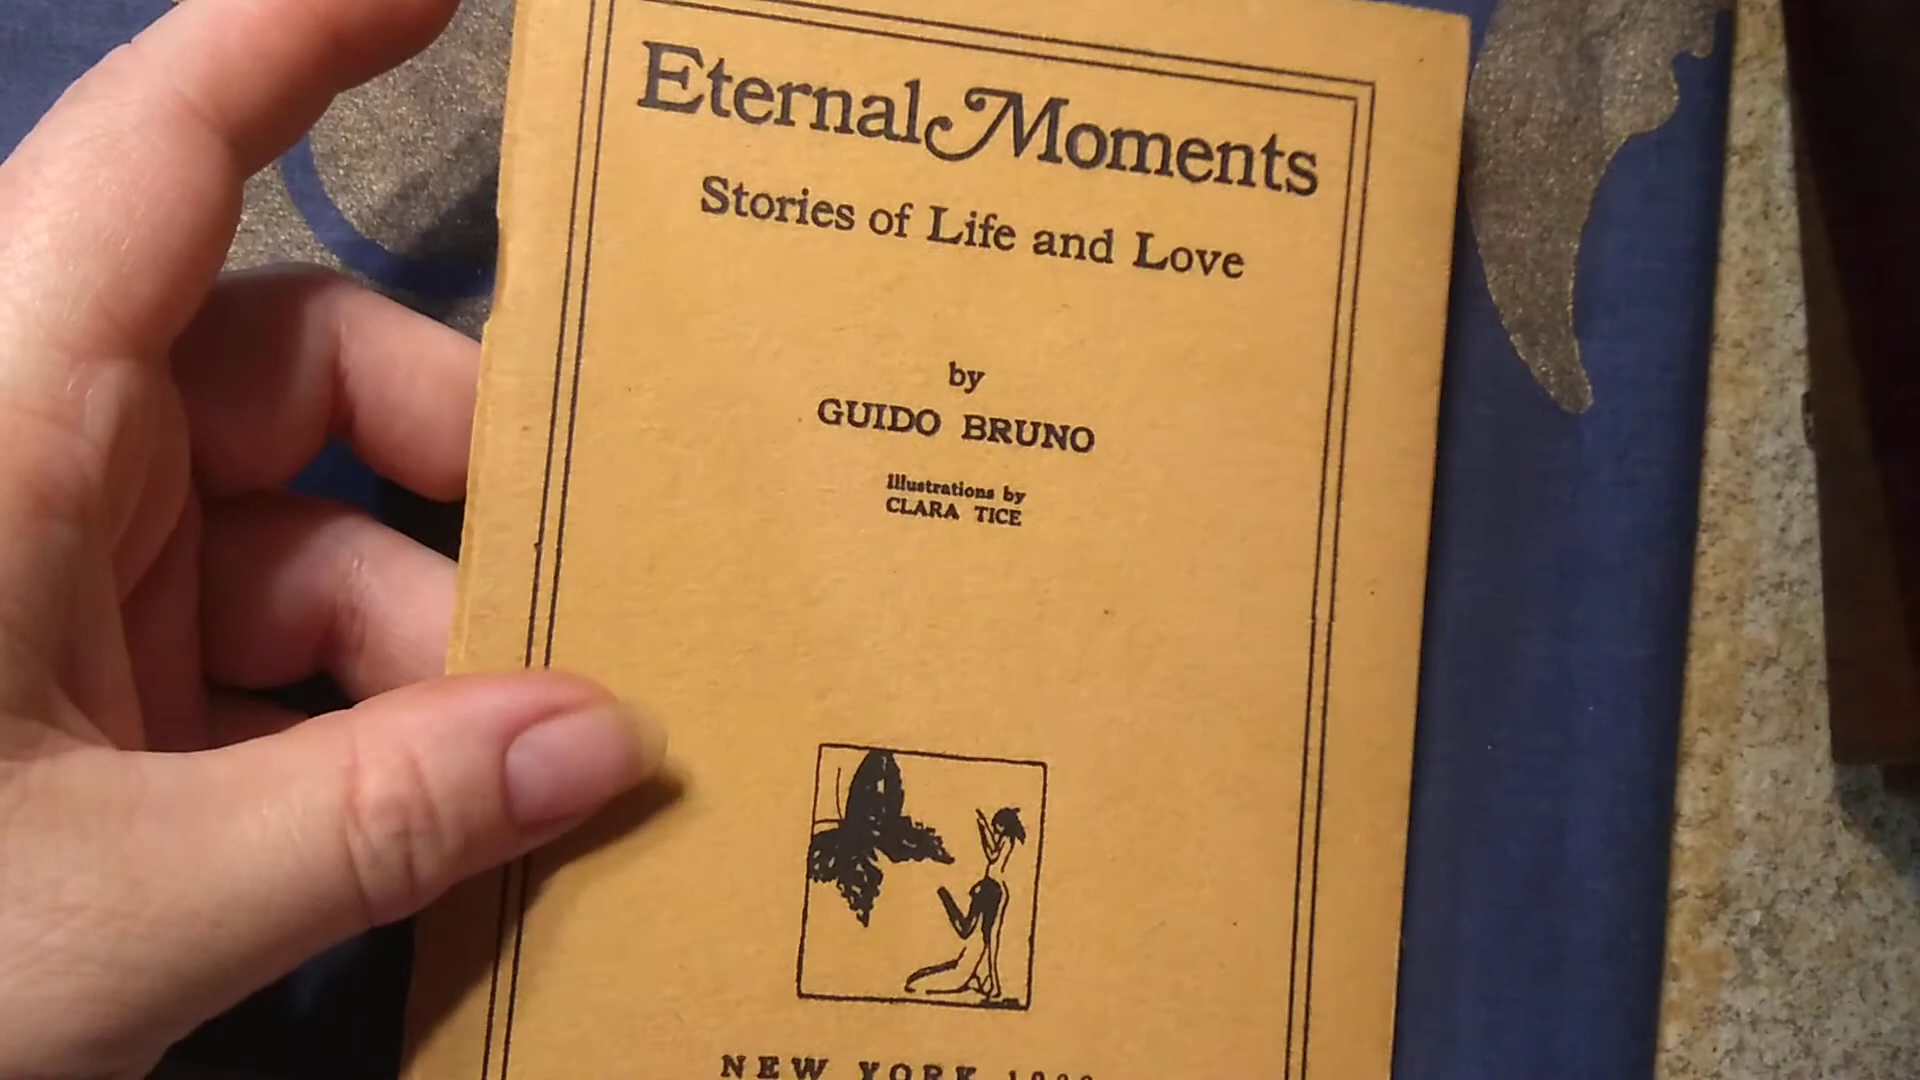 Eternal Moments
Stories of Life and Love
by
GUIDO BRUNO
Illustrations by
CLARA TICE
NEW YORK